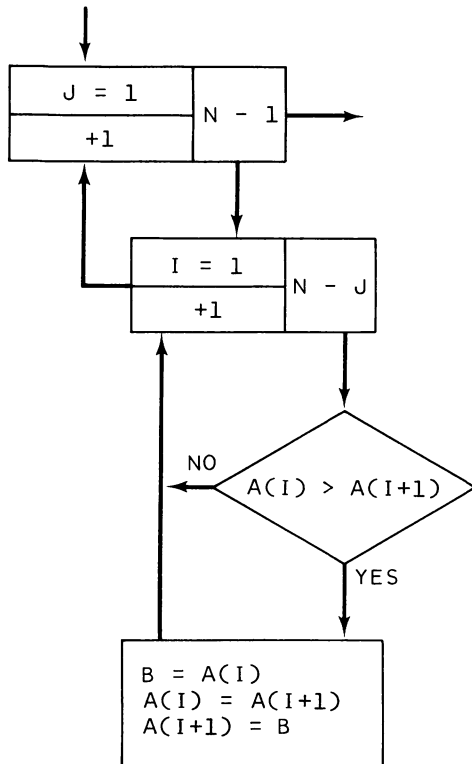 J = 1
+1
N - 1
I = 1
+1
N - J
NO
A(I) > A(I+1)
YES
B = A(I)
A(I) = A(I+1)
A(I+1) = B